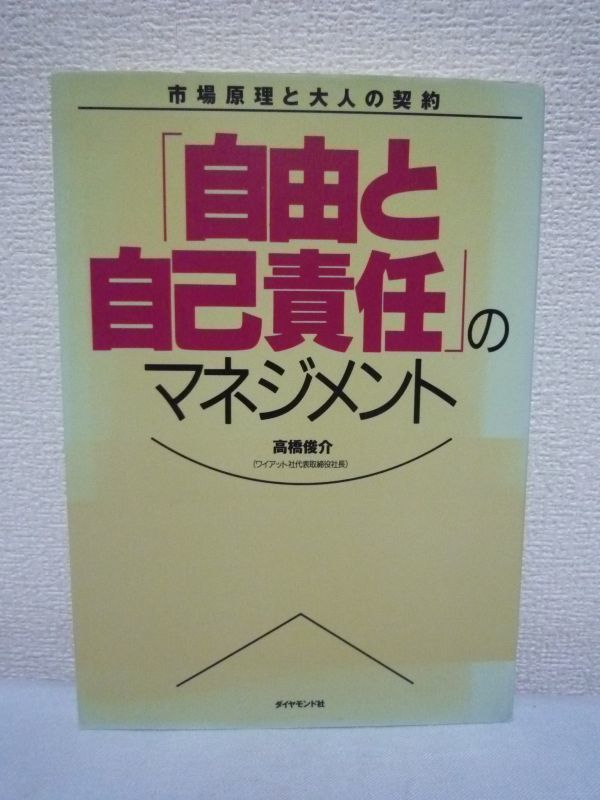 市場原理と大人の契約
「自由と
自己責任」の
マネジメント
高橋俊介
(ワイアット社代表取締役社長)
ダイヤモンド社